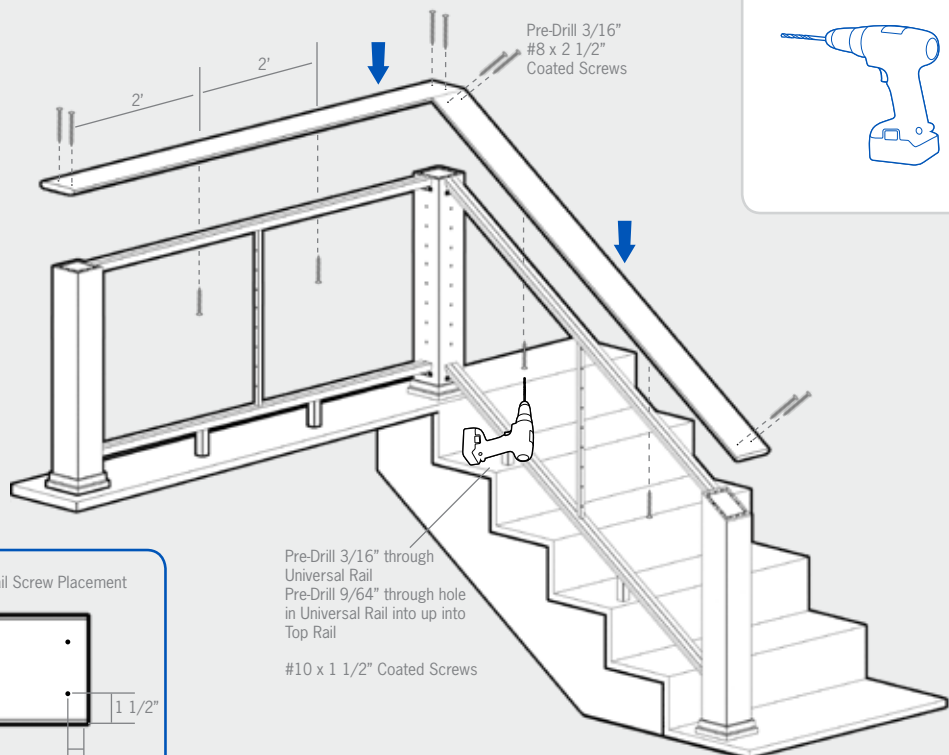 Pre-Drill 3/16”
#8 x 2 1/2”
Coated Screws
2’
2’
Pre-Drill 3/16” through
Universal Rail
Pre-Drill 9/64” through hole
in Universal Rail into up into
Top Rail
#10 x 1 1/2” Coated Screws
Screw Placement
1 1/2”